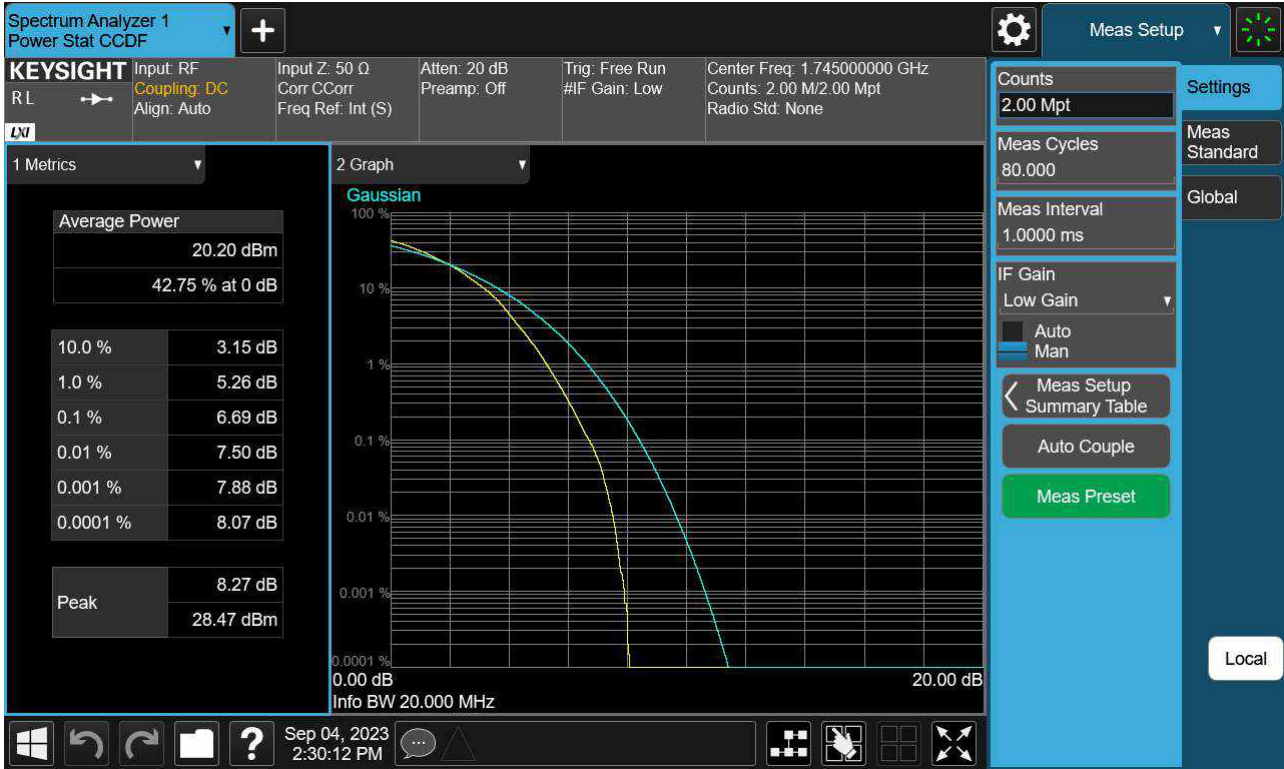 Spectrum Analyzer 1
Power Stat CCDF
+
Meas Setup
KEYSIGHT
R L
LXI
Input: RF
Coupling: DC
Align: Auto
Input Z: 50 Ω
Corr CCorr
Freq Ref: Int (S)
Atten: 20 dB
Preamp: Off
Trig: Free Run
#IF Gain: Low
Center Freq: 1.745000000 GHz
Counts: 2.00 M/2.00 Mpt
Radio Std: None
1 Metrics
Average Power
20.20 dBm
42.75 % at 0 dB
10.0 % 3.15 dB
1.0 % 5.26 dB
0.1 % 6.69 dB
0.01 % 7.50 dB
0.001 % 7.88 dB
0.0001 % 8.07 dB
Peak
8.27 dB
28.47 dBm
2 Graph
Gaussian
100 %
10 %
1 %
0.1 %
0.01 %
0.001 %
0.0001 %
0.00 dB 20.00 dB
Info BW 20.000 MHz
Counts
2.00 Mpt
Meas Cycles
80.000
Meas Interval
1.0000 ms
IF Gain
Low Gain
Auto
Man
Meas Setup
Summary Table
Auto Couple
Meas Preset
Settings
Meas
Standard
Global
Local
?
Sep 04, 2023
2:30:12 PM